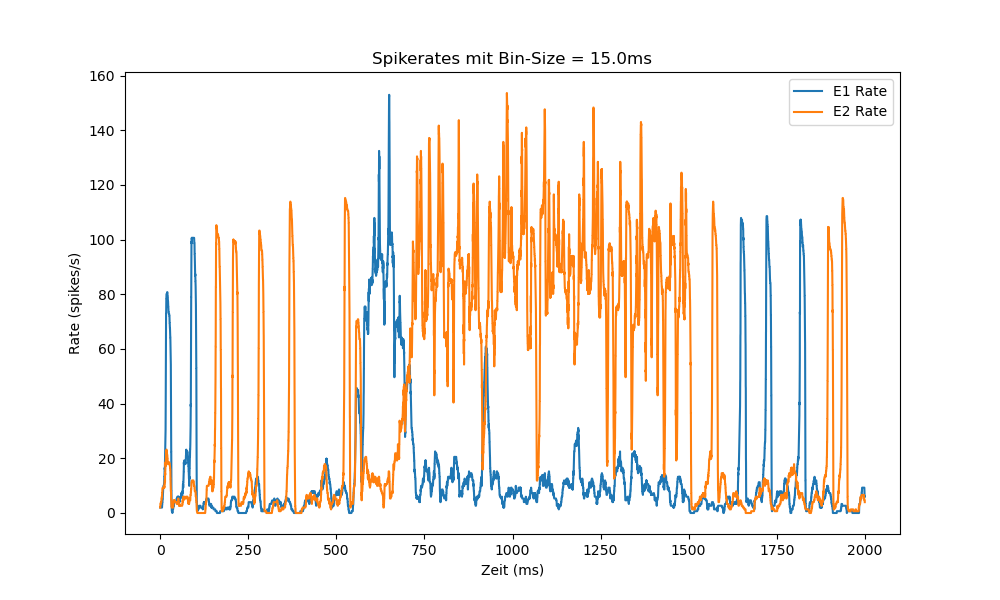 Spikerates mit Bin-Size = 15.0ms
160
140
120
100
80
60
40
20
0
Rate (spikes/s)
E1 Rate
E2 Rate
0 250 500 750 1000 1250 1500 1750 2000
Zeit (ms)